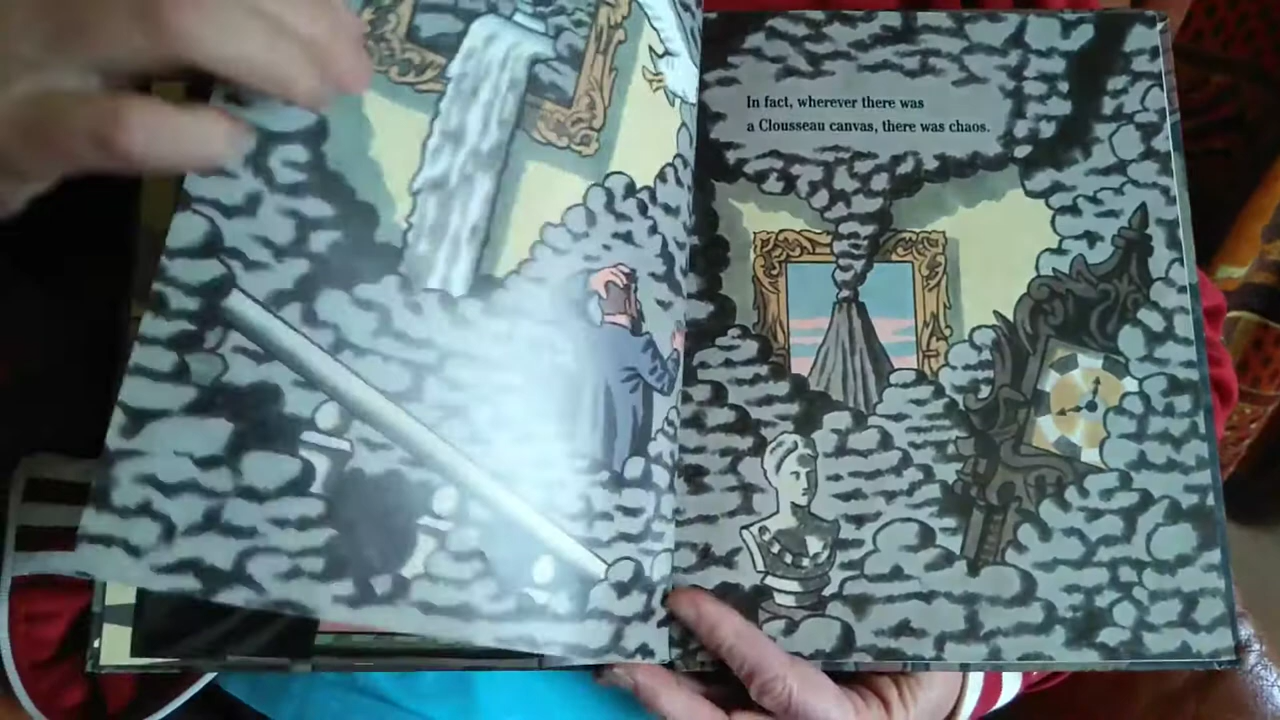 In fact, wherever there was
a Clousseau canvas, there was chaos.